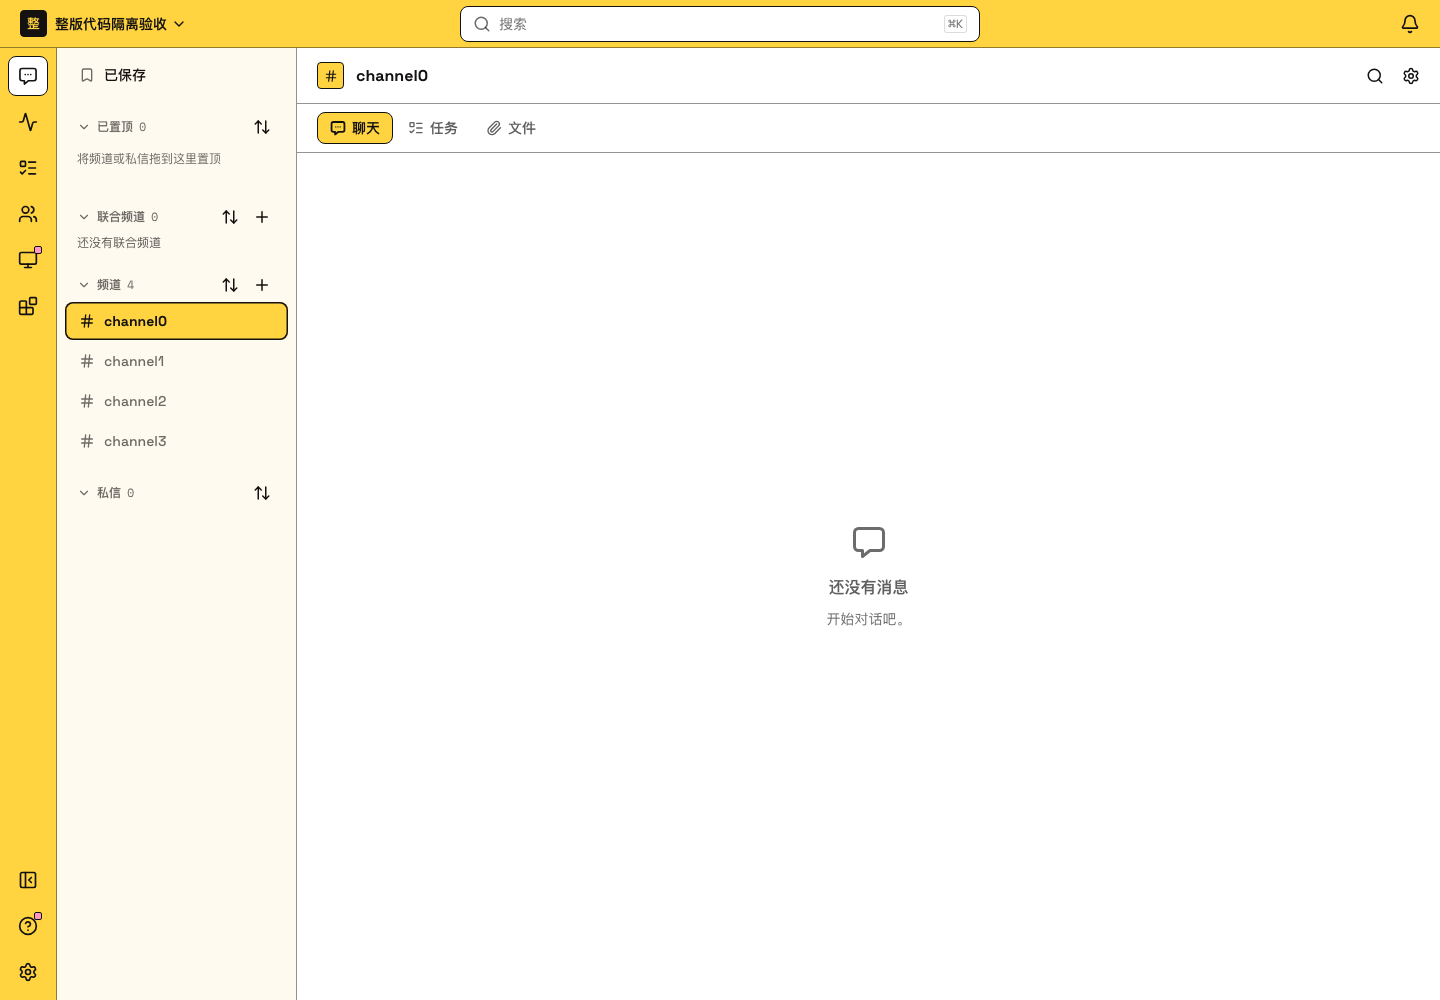 整 整版代码隔离验收
搜索 ⌘K
已保存
已置顶 0
将频道或私信拖到这里置顶
联合频道 0
还没有联合频道
频道 4
channel0
channel1
channel2
channel3
私信 0
channel0
聊天 任务 文件
还没有消息
开始对话吧。